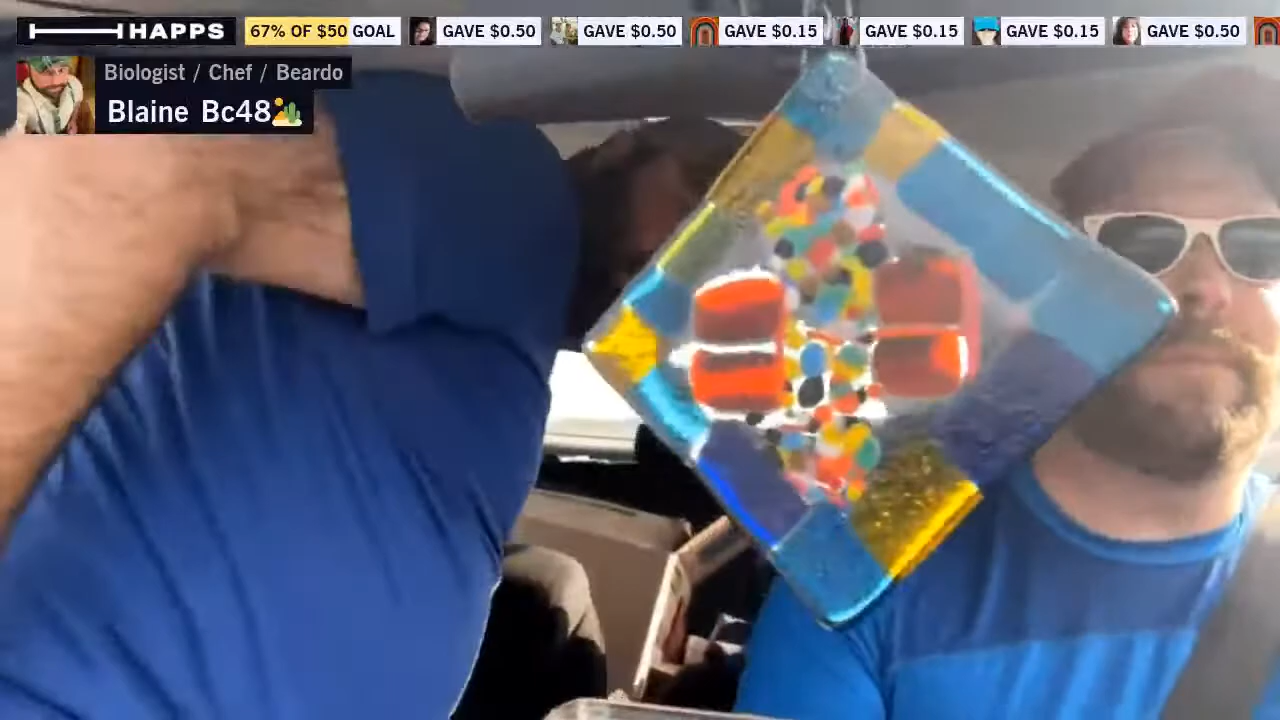 HAPPS
67% OF $50 GOAL
GAVE $0.50
GAVE $0.50
GAVE $0.15
GAVE $0.15
GAVE $0.15
GAVE $0.50
Biologist / Chef / Beardo
Blaine Bc48